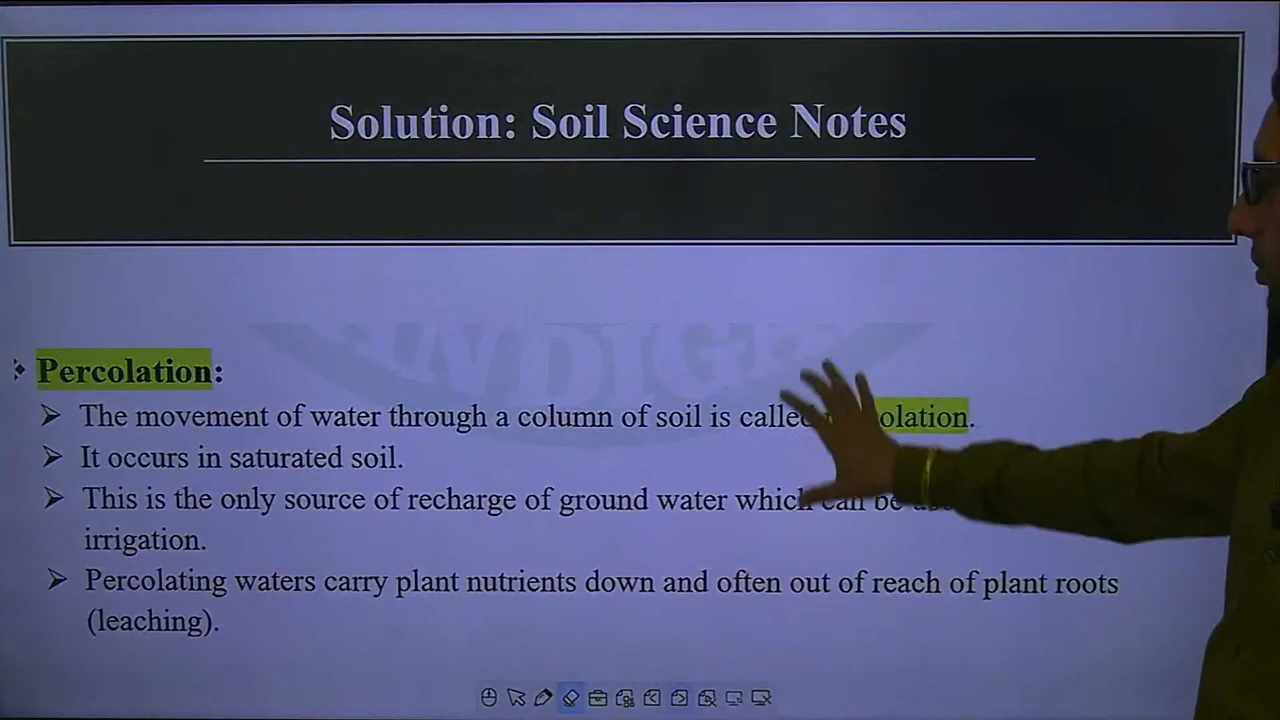 Solution: Soil Science Notes
Percolation:
The movement of water through a column of soil is called olation.
It occurs in saturated soil.
This is the only source of recharge of ground water which can be
irrigation.
Percolating waters carry plant nutrients down and often out of reach of plant roots
(leaching).